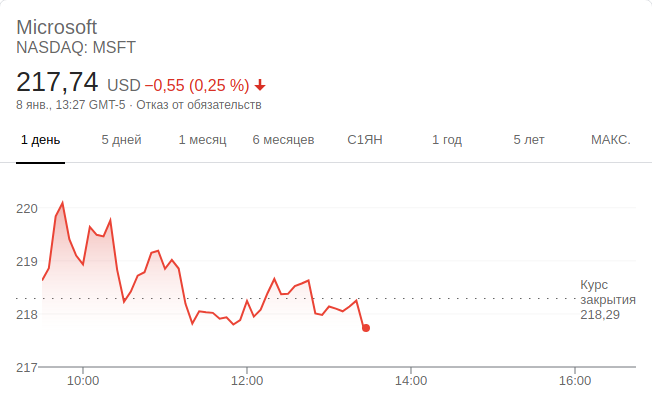 Microsoft
NASDAQ: MSFT
217,74 USD −0,55 (0,25 %)
8 янв., 13:27 GMT-5 · Отказ от обязательств
1 день 5 дней 1 месяц 6 месяцев С1ЯН 1 год 5 лет МАКС.
220
219
Курс
закрытия
218,29
218
217
10:00 12:00 14:00 16:00